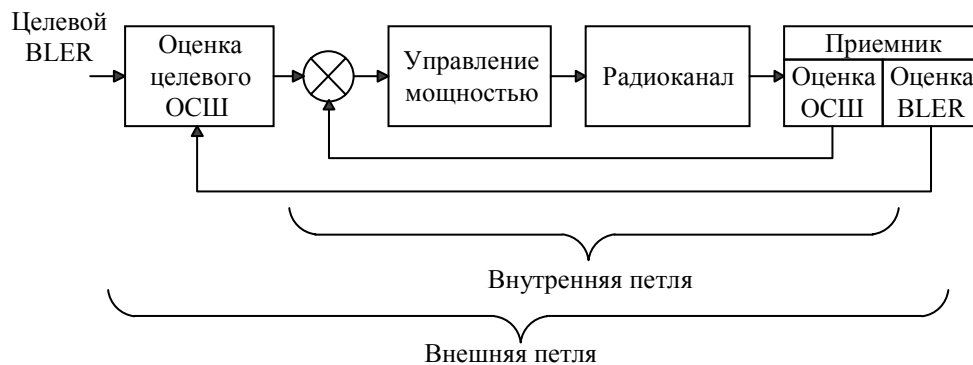 Целевой
BLER
Оценка
целевого
ОСШ
Управление
мощностью
Радиоканал
Приемник
Оценка
ОСШ
Оценка
BLER
Внутренняя петля
Внешняя петля